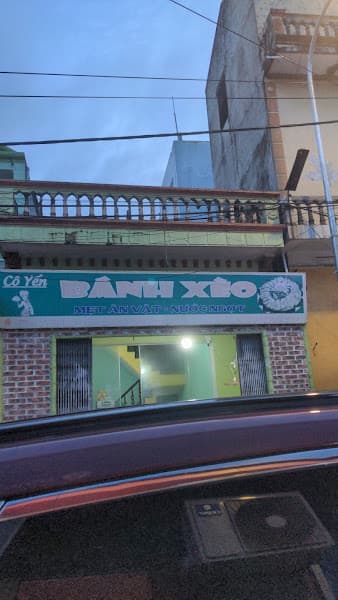 Cô Yến
BÁNH XÈO
MẸT ĂN VẶT - NƯỚC NGỌT